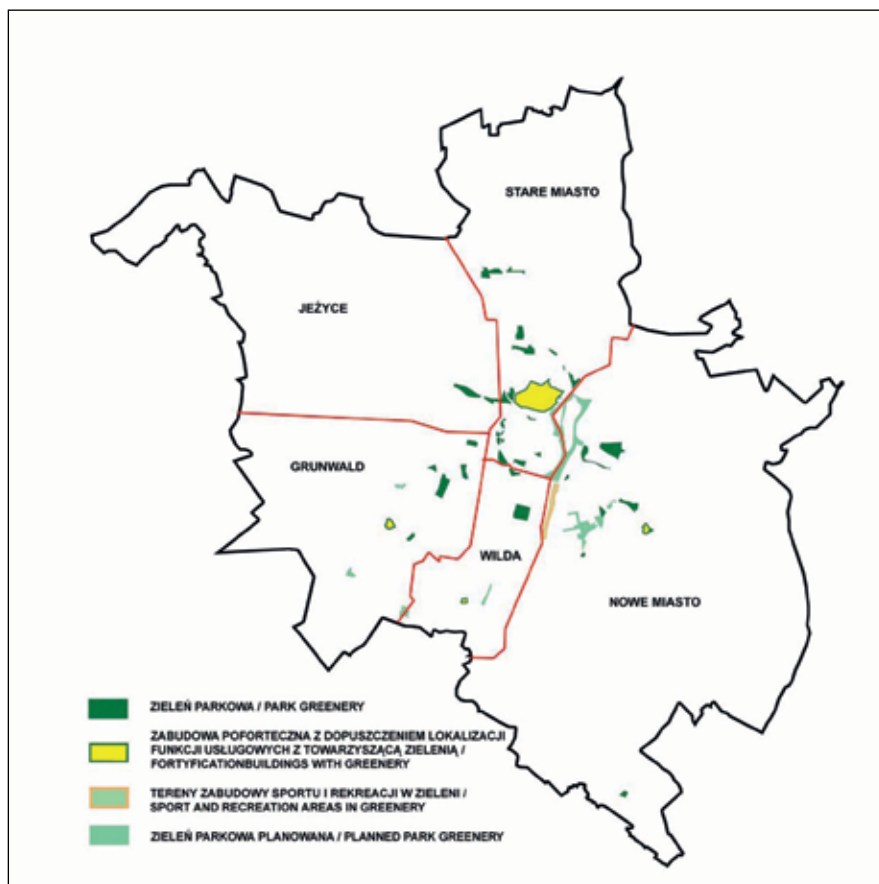 STARE MIASTO
JEŻYCE
GRUNWALD
WILDA
NOWE MIASTO
ZIELEŃ PARKOWA / PARK GREENERY
ZABUDOWA POFORTECZNA Z DOPUSZCZENIEM LOKALIZACJI
FUNKCJI USŁUGOWYCH Z TOWARZYSZĄCĄ ZIELENIĄ /
FORTYFICATIONBUILDINGS WITH GREENERY
TERENY ZABUDOWY SPORTU I REKREACJI W ZIELENI /
SPORT AND RECREATION AREAS IN GREENERY
ZIELEŃ PARKOWA PLANOWANA / PLANNED PARK GREENERY